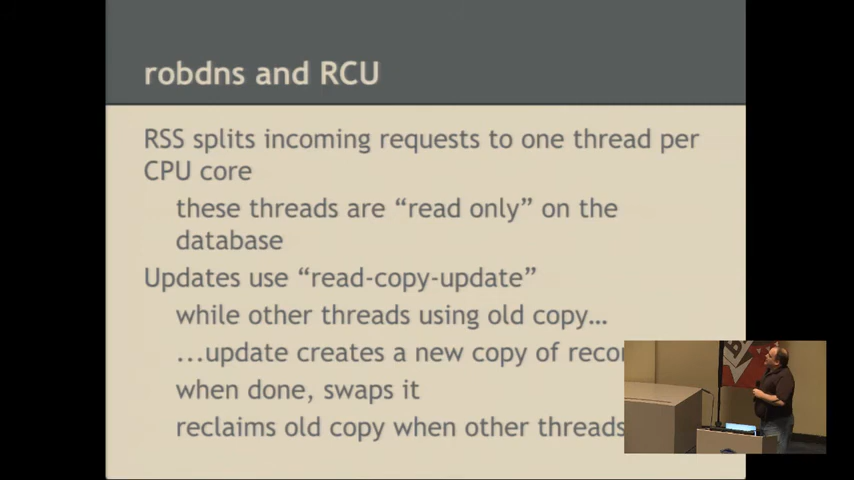 robdns and RCU
RSS splits incoming requests to one thread per
CPU core
these threads are “read only” on the
database
Updates use “read-copy-update”
while other threads using old copy…
...update creates a new copy of
when done, swaps it
reclaims old copy when other threads